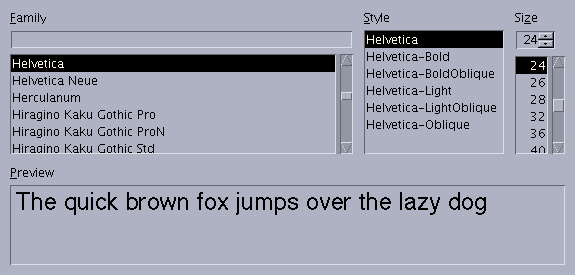 Family
Style
Size
24
Helvetica
Helvetica Neue
Herculanum
Hiragino Kaku Gothic Pro
Hiragino Kaku Gothic ProN
Hiragino Kaku Gothic Std
Helvetica
Helvetica-Bold
Helvetica-BoldOblique
Helvetica-Light
Helvetica-LightOblique
Helvetica-Oblique
24
26
28
32
36
40
Preview
The quick brown fox jumps over the lazy dog